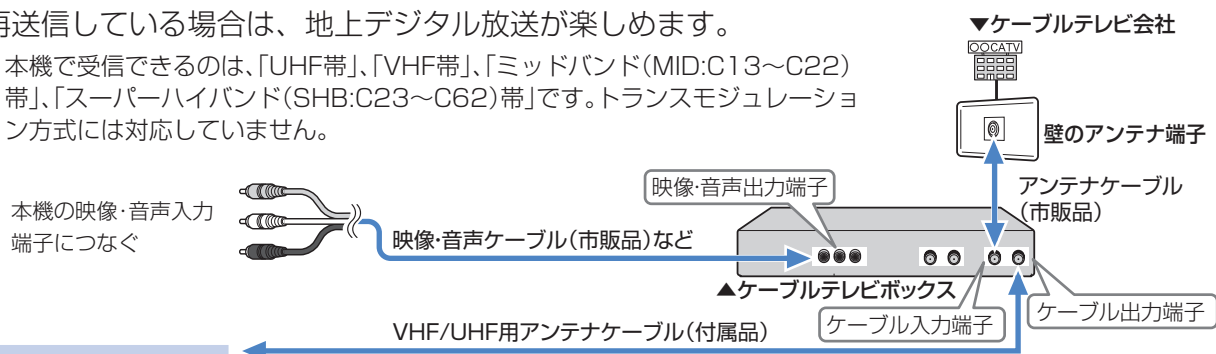 再送信している場合は、地上デジタル放送が楽しめます。
本機で受信できるのは、「UHF帯」、「VHF帯」、「ミッドバンド(MID:C13～C22)
帯」、「スーパーハイバンド(SHB:C23～C62)帯」です。トランスモジュレーショ
ン方式には対応していません。
▼ケーブルテレビ会社
○○CATV
壁のアンテナ端子
アンテナケーブル
(市販品)
映像・音声出力端子
本機の映像・音声入力
端子につなぐ
映像・音声ケーブル(市販品)など
▲ケーブルテレビボックス
ケーブル入力端子
ケーブル出力端子
VHF/UHF用アンテナケーブル(付属品)